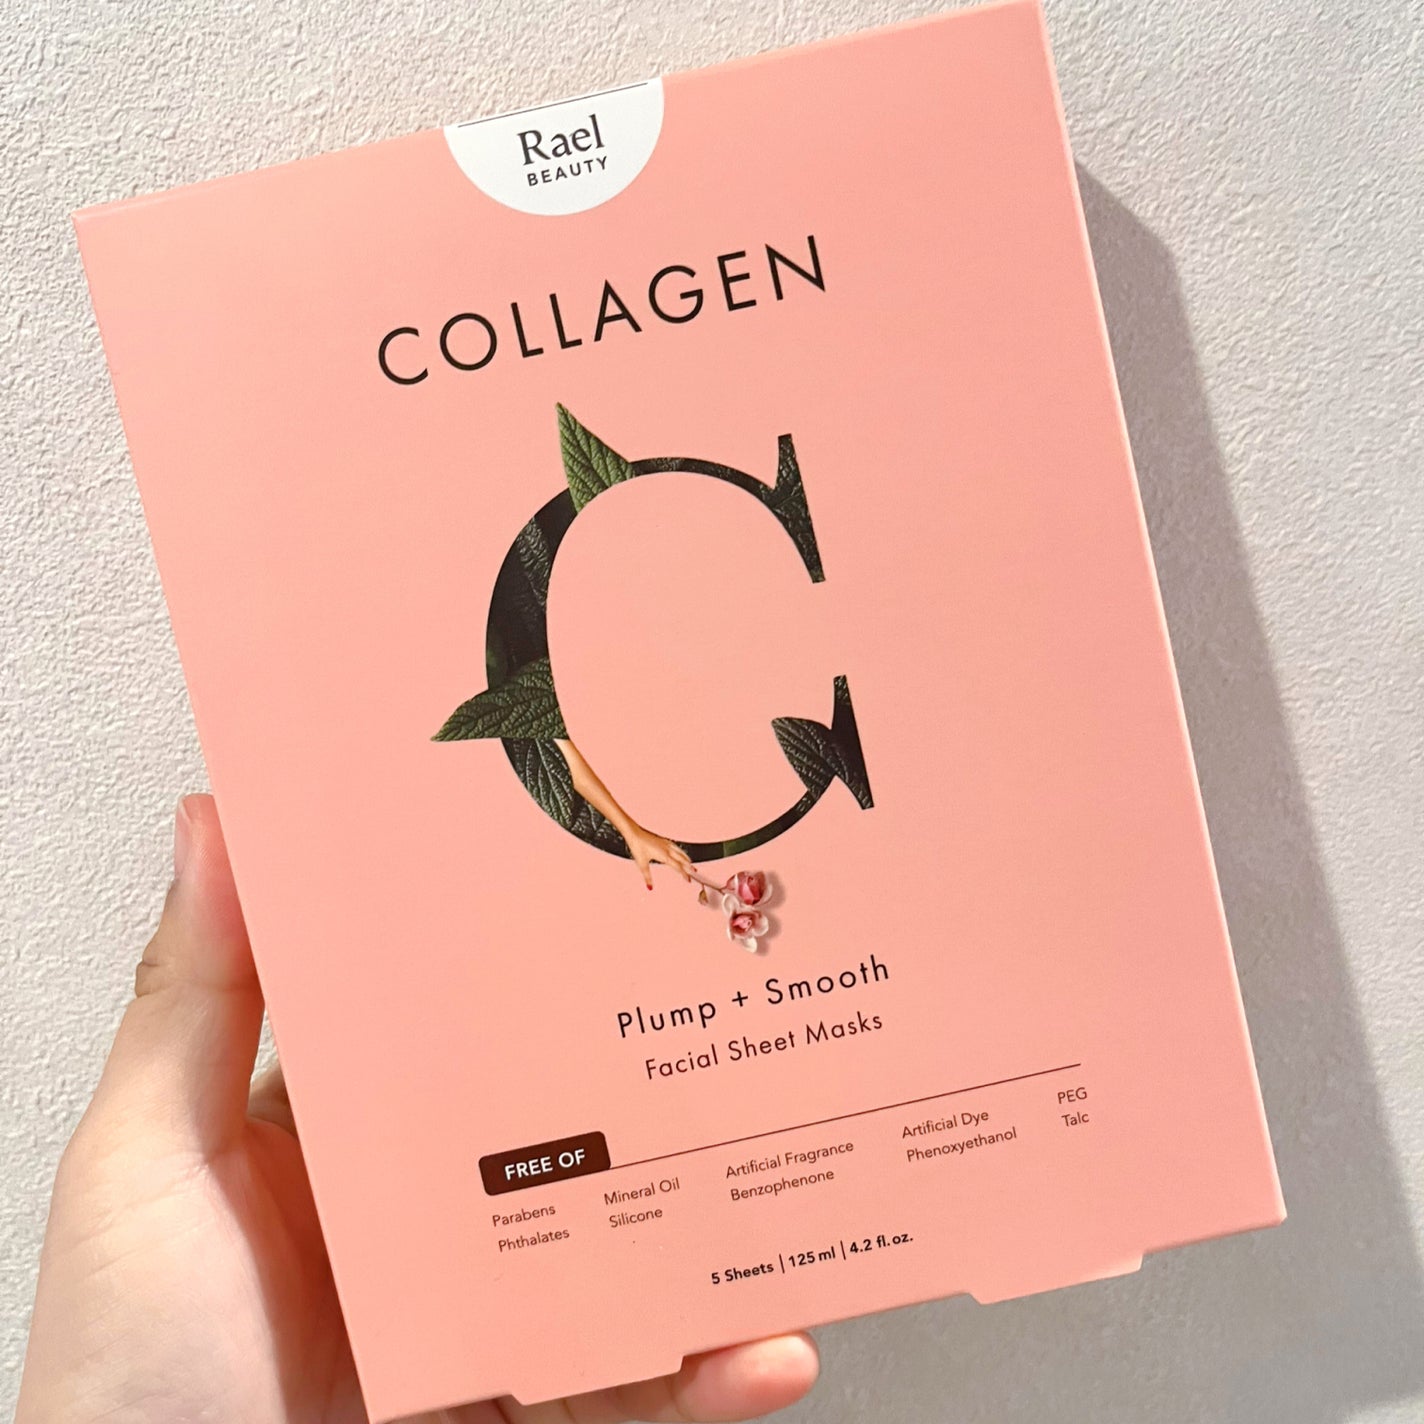 Rael
BEAUTY
COLLAGEN
C
Plump + Smooth
Facial Sheet Masks
FREE OF
Parabens
Phthalates
Mineral Oil
Silicone
Artificial Fragrance
Benzophenone
Artificial Dye
Phenoxyethanol
PEG
Talc
5 Sheets | 125 ml | 4.2 fl.oz.